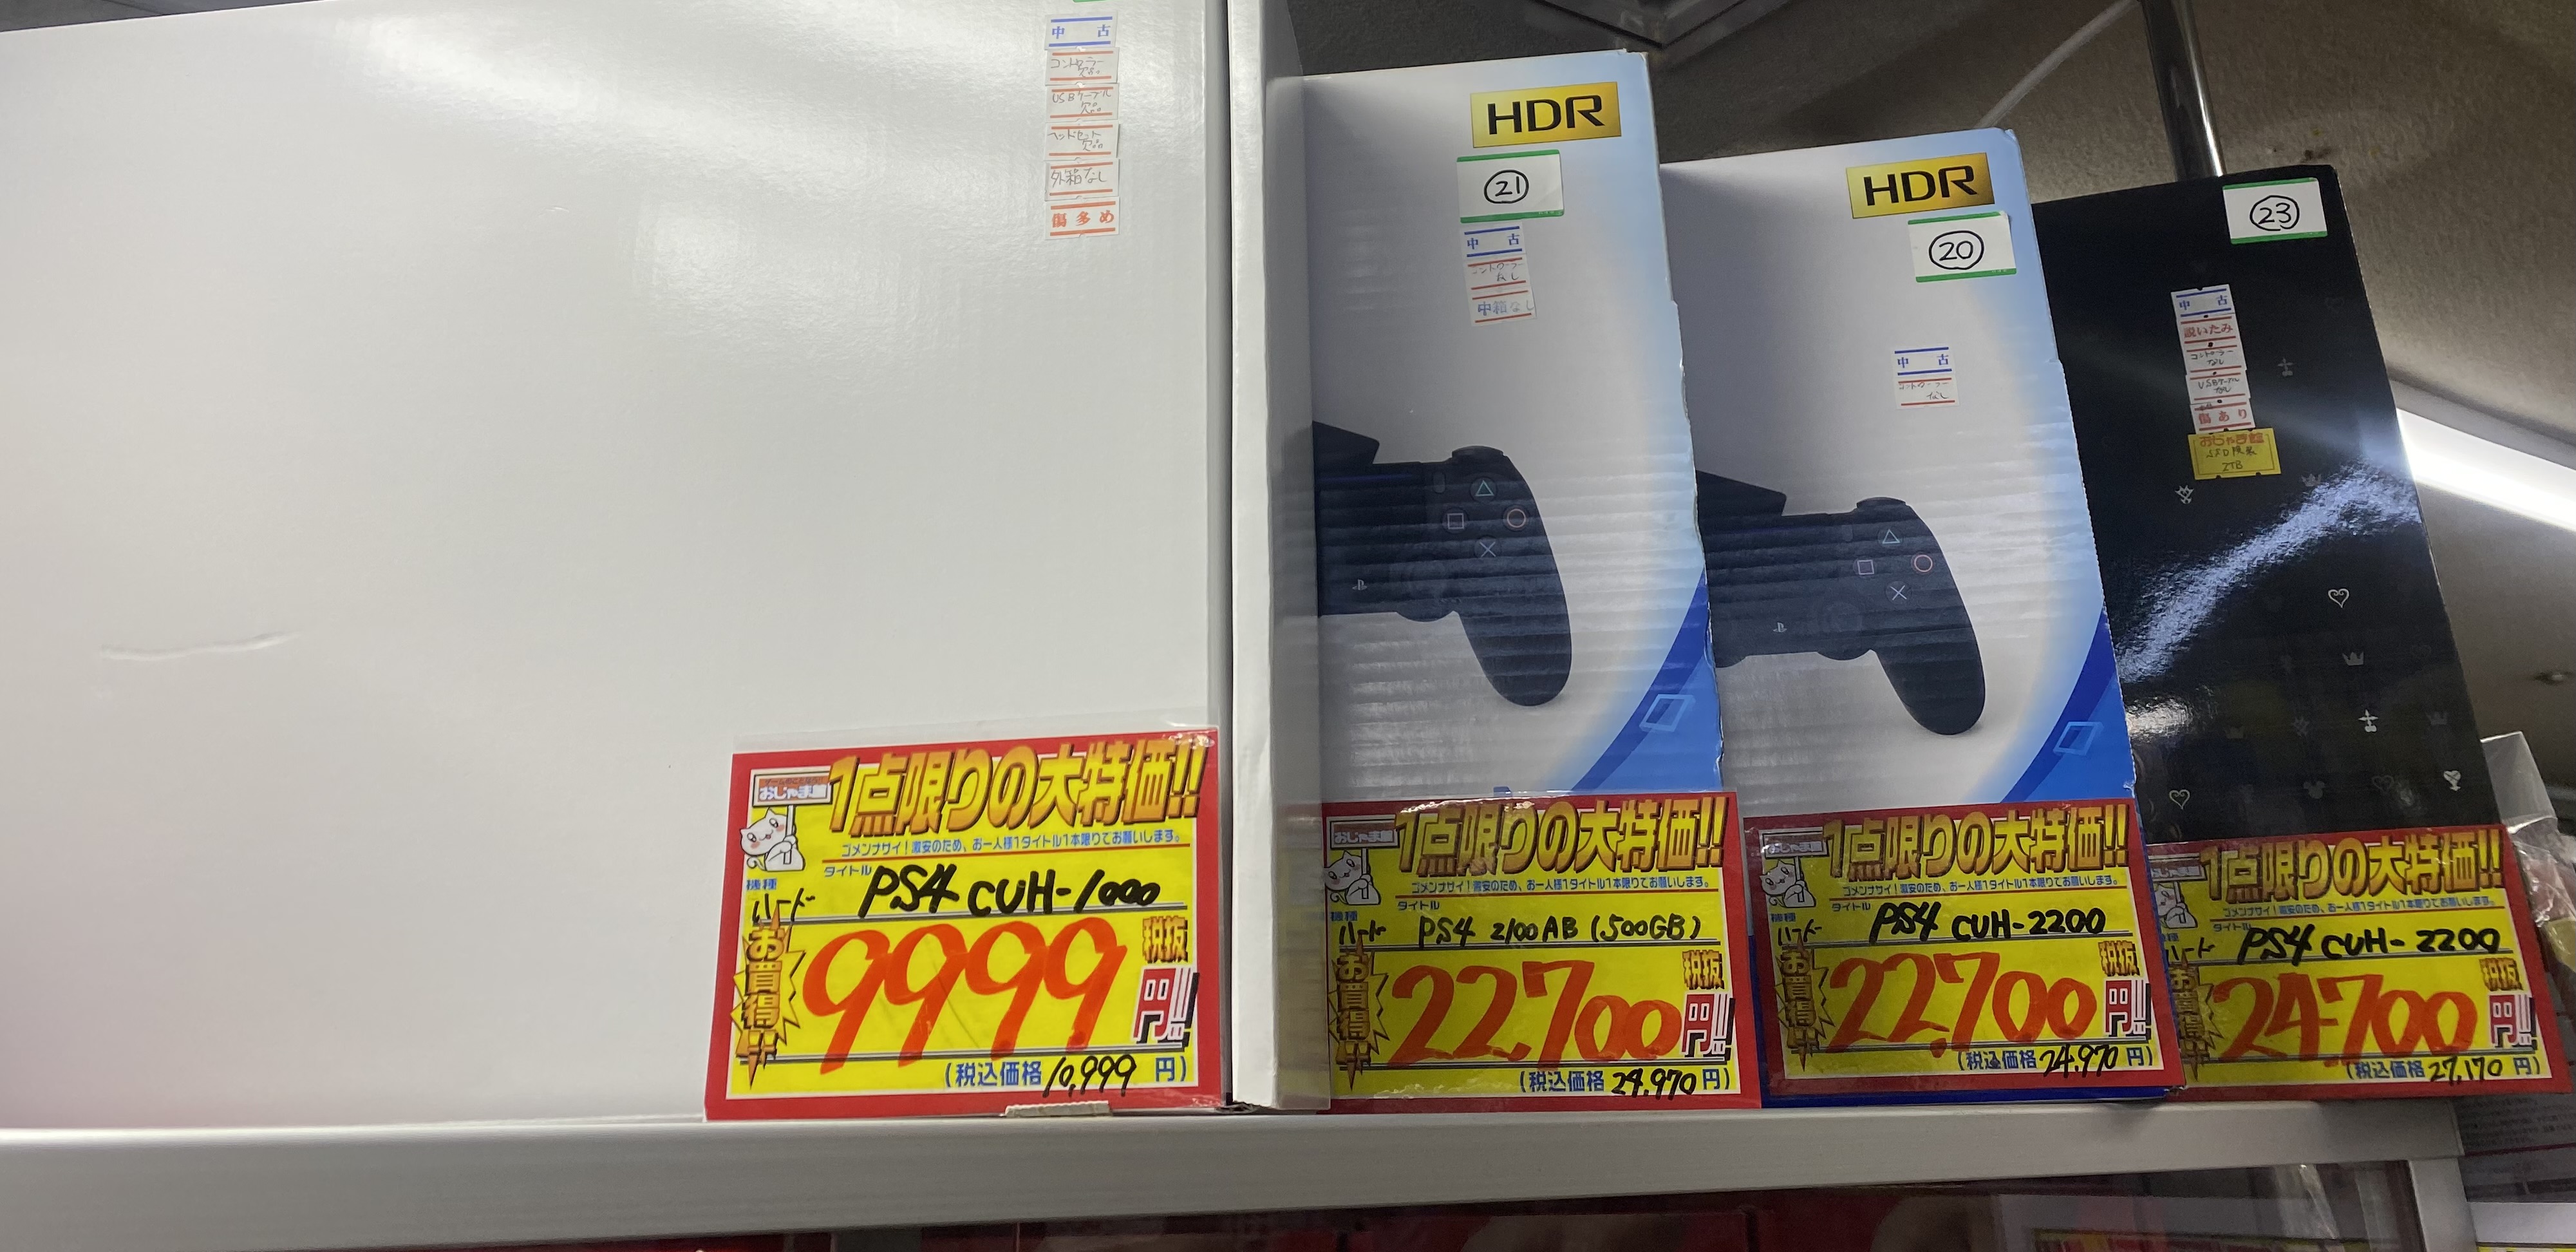 中古
コントローラー
欠品
USBケーブル
欠品
ヘッドセット
欠品
外箱なし
傷多め
おじゃま館
1点限りの大特価!!
ゴメンナサイ!激安のため、お一人様1タイトル1本限りでお願いします。
機種
ハード
タイトル
PS4 CUH-1000
お買得!!
9999
税抜
円!!
(税込価格 10,999 円)
HDR
21
中古
コントローラー
なし
中箱なし
おじゃま館
1点限りの大特価!!
ゴメンナサイ!激安のため、お一人様1タイトル1本限りでお願いします。
機種
ハード
タイトル
PS4 2100AB (500GB)
お買得!!
22,700
税抜
円!!
(税込価格 24,970 円)
HDR
20
中古
コントローラー
なし
おじゃま館
1点限りの大特価!!
ゴメンナサイ!激安のため、お一人様1タイトル1本限りでお願いします。
機種
ハード
タイトル
PS4 CUH-2200
お買得!!
22,700
税抜
円!!
(税込価格 24,970 円)
23
中古
説いたみ
コントローラー
なし
USBケーブル
なし
傷あり
おじゃま館
2TB
1点限りの大特価!!
ゴメンナサイ!激安のため、お一人様1タイトル1本限りでお願いします。
ハード
タイトル
PS4 CUH-2200
お買得!!
24,700
税抜
円!!
(税込価格 27,170 円)